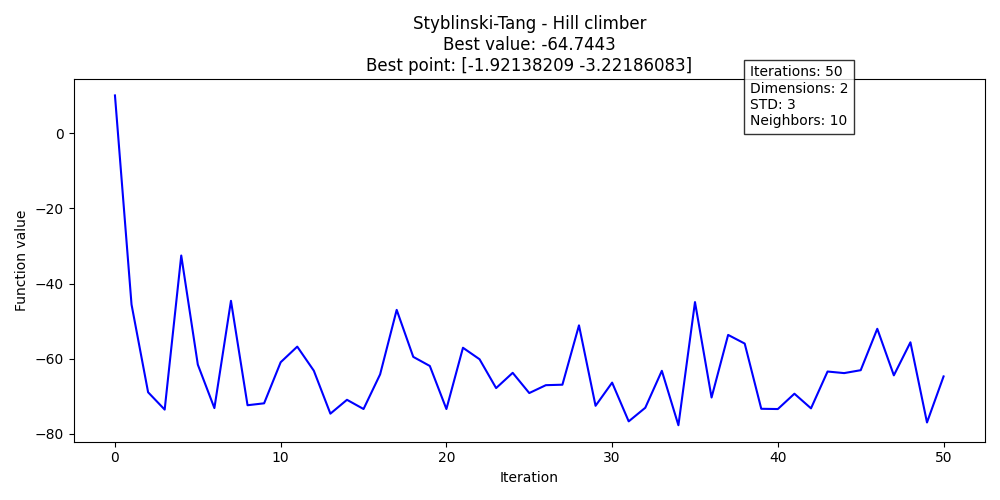 Styblinski-Tang - Hill climber
Best value: -64.7443
Best point: [-1.92138209 -3.22186083]
Iterations: 50
Dimensions: 2
STD: 3
Neighbors: 10
Function value
0
−20
−40
−60
−80
0 10 20 30 40 50
Iteration